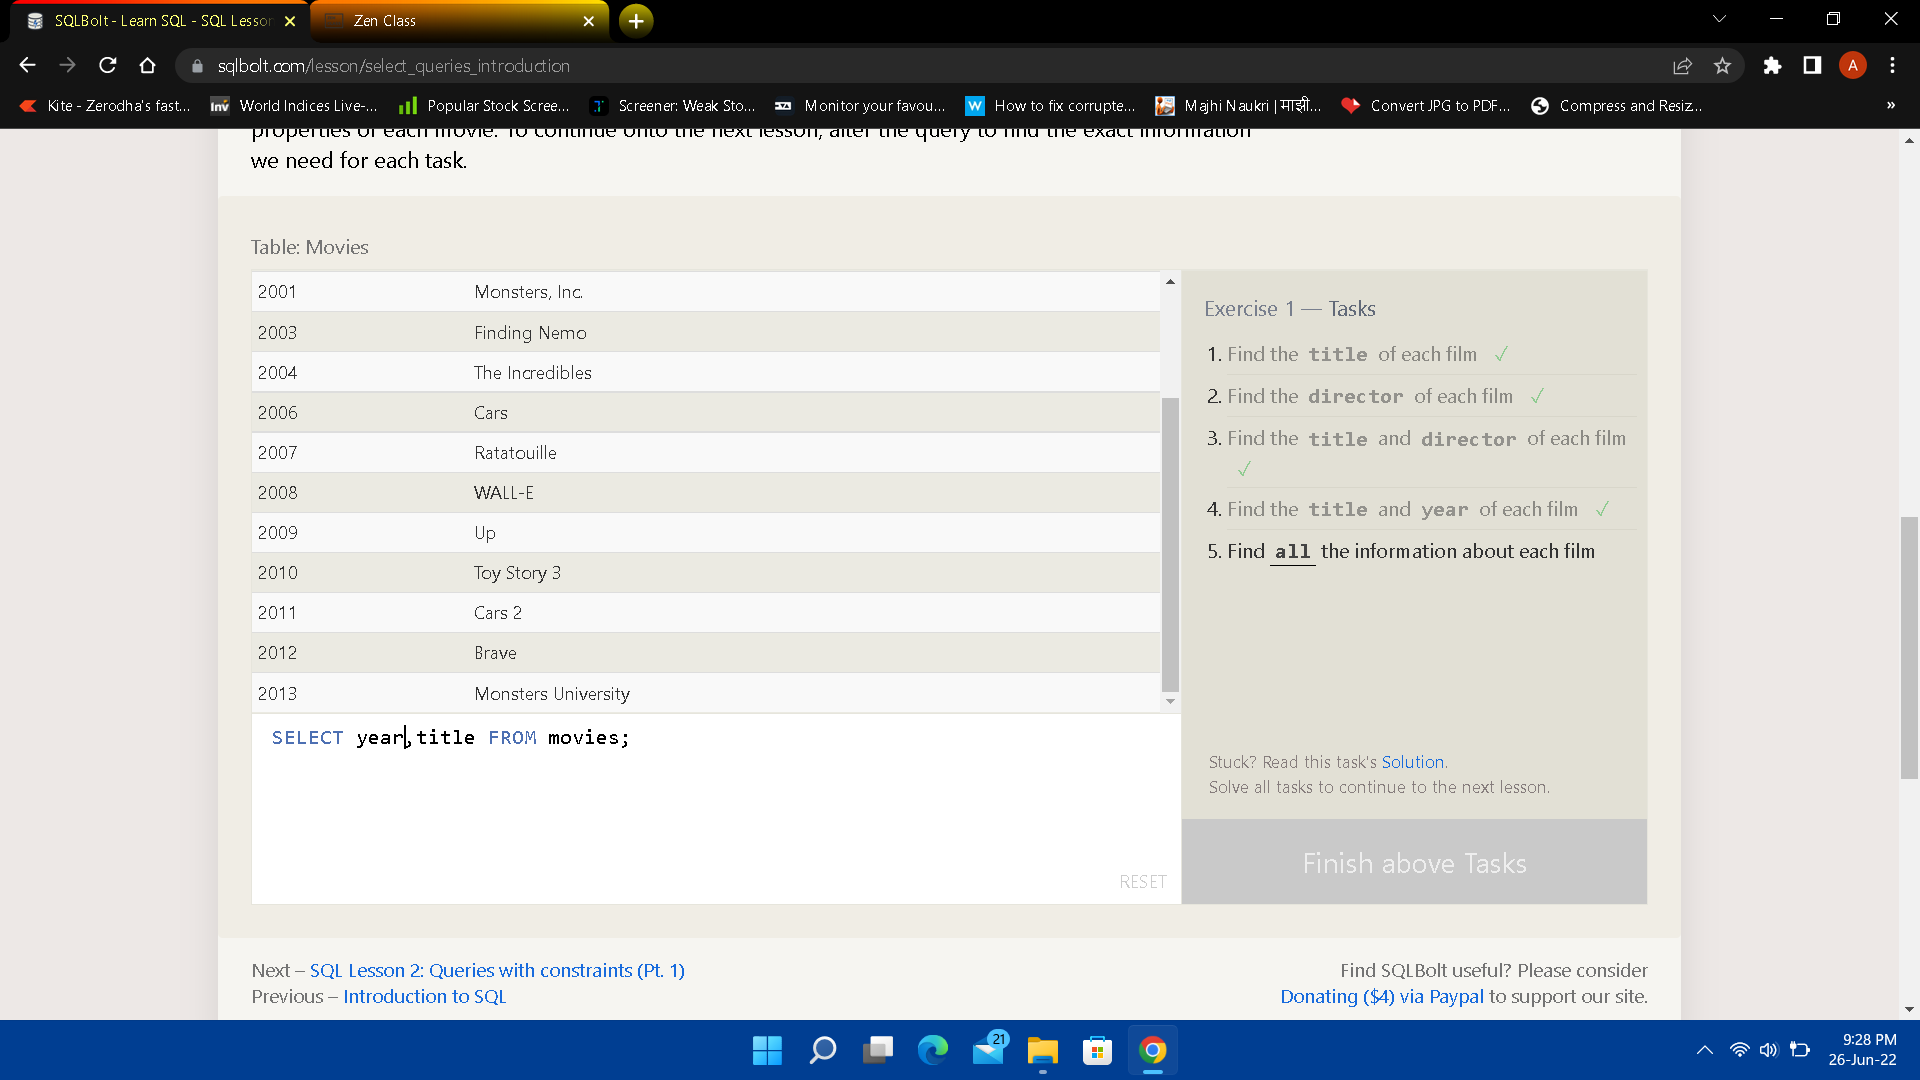 SQLBolt - Learn SQL - SQL Lesson
Zen Class
sqlbolt.com/lesson/select_queries_introduction
A
Kite - Zerodha's fast...
Inv World Indices Live-...
Popular Stock Scree...
Screener: Weak Sto...
Monitor your favou...
W How to fix corrupte...
Majhi Naukri | माझी...
Convert JPG to PDF...
Compress and Resiz...
»
properties of each movie. To continue onto the next lesson, alter the query to find the exact information
we need for each task.
Table: Movies
2001 Monsters, Inc.
2003 Finding Nemo
2004 The Incredibles
2006 Cars
2007 Ratatouille
2008 WALL-E
2009 Up
2010 Toy Story 3
2011 Cars 2
2012 Brave
2013 Monsters University
SELECT year,title FROM movies;
RESET
Exercise 1 — Tasks
1. Find the title of each film ✓
2. Find the director of each film ✓
3. Find the title and director of each film
✓
4. Find the title and year of each film ✓
5. Find all the information about each film
Stuck? Read this task's Solution.
Solve all tasks to continue to the next lesson.
Finish above Tasks
Next – SQL Lesson 2: Queries with constraints (Pt. 1)
Previous – Introduction to SQL
Find SQLBolt useful? Please consider
Donating ($4) via Paypal to support our site.
21
9:28 PM
26-Jun-22